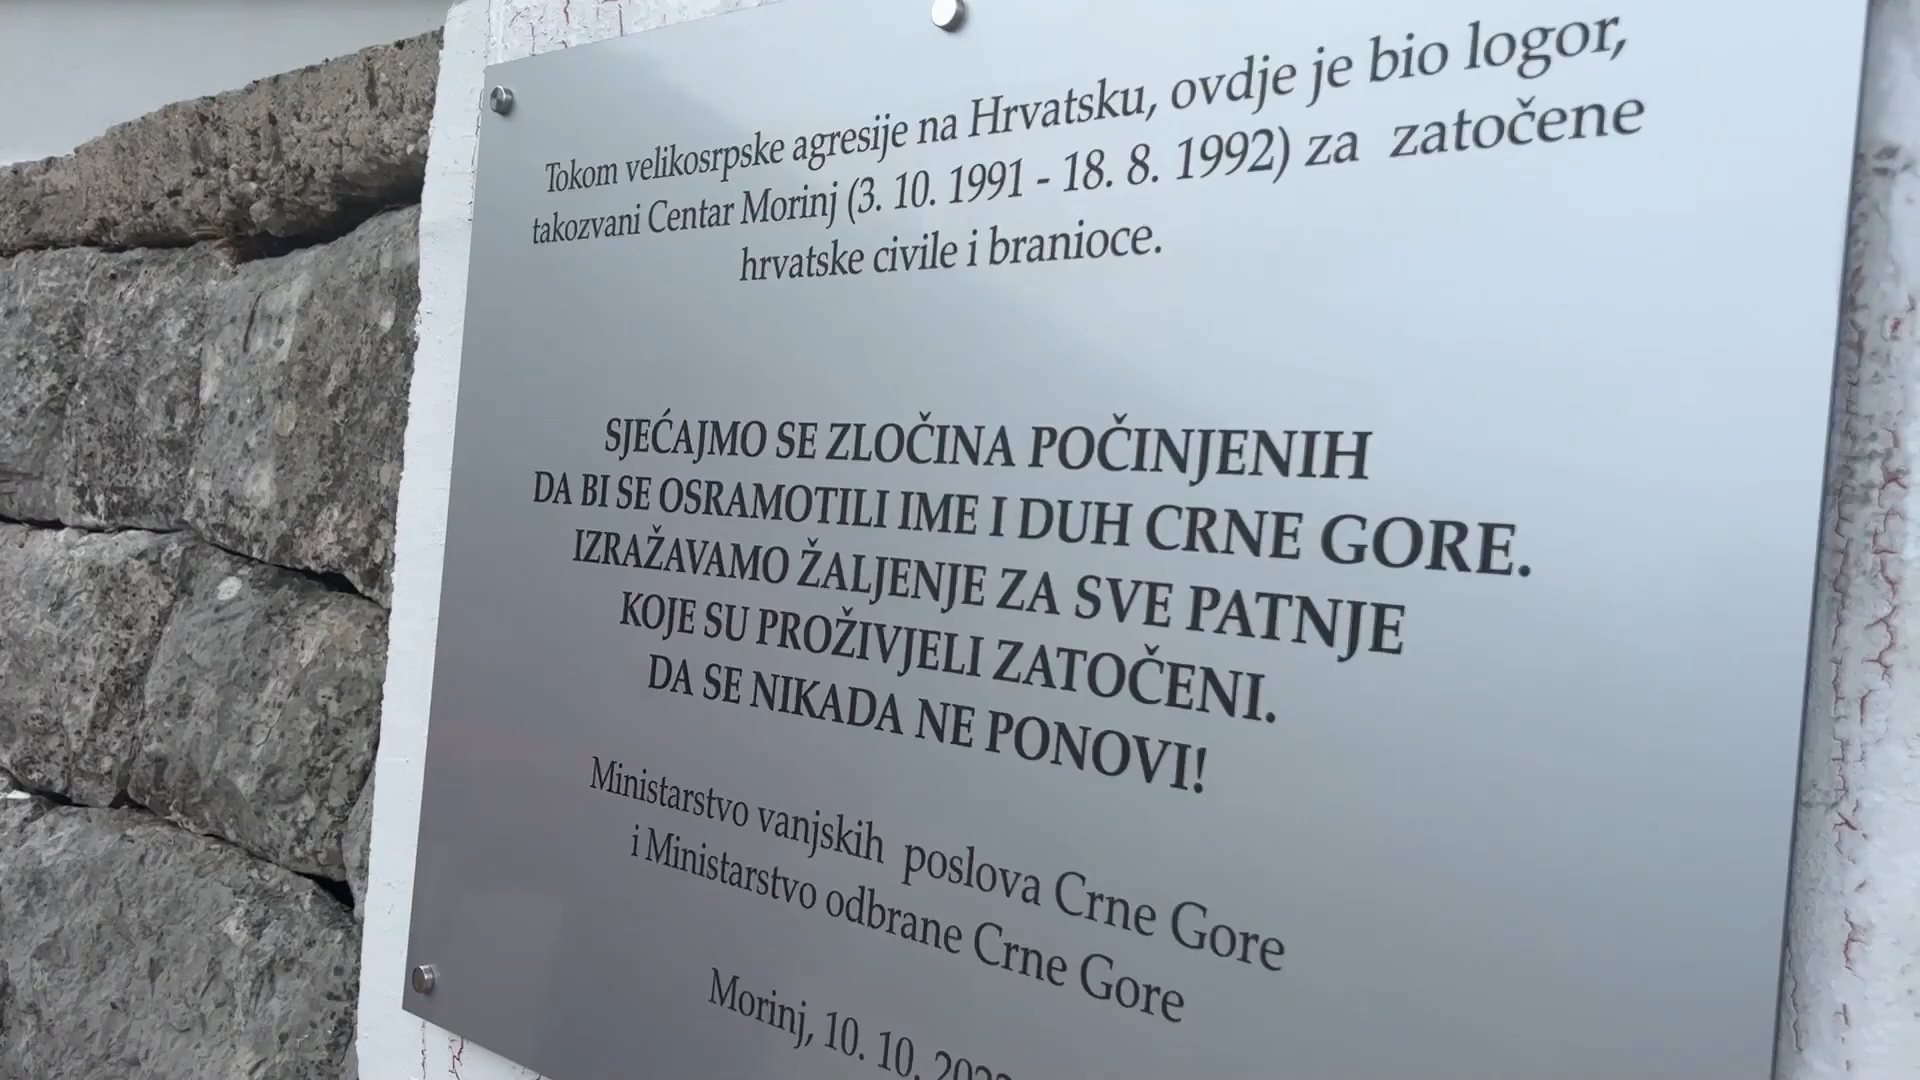 Tokom velikosrpske agresije na Hrvatsku, ovdje je bio logor,
takozvani Centar Morinj (3. 10. 1991 - 18. 8. 1992) za zatočene
hrvatske civile i branioce.
SJEĆAJMO SE ZLOČINA POČINJENIH
DA BI SE OSRAMOTILI IME I DUH CRNE GORE.
IZRAŽAVAMO ŽALJENJE ZA SVE PATNJE
KOJE SU PROŽIVJELI ZATOČENI.
DA SE NIKADA NE PONOVI!
Ministarstvo vanjskih poslova Crne Gore
i Ministarstvo odbrane Crne Gore
Morinj, 10. 10.